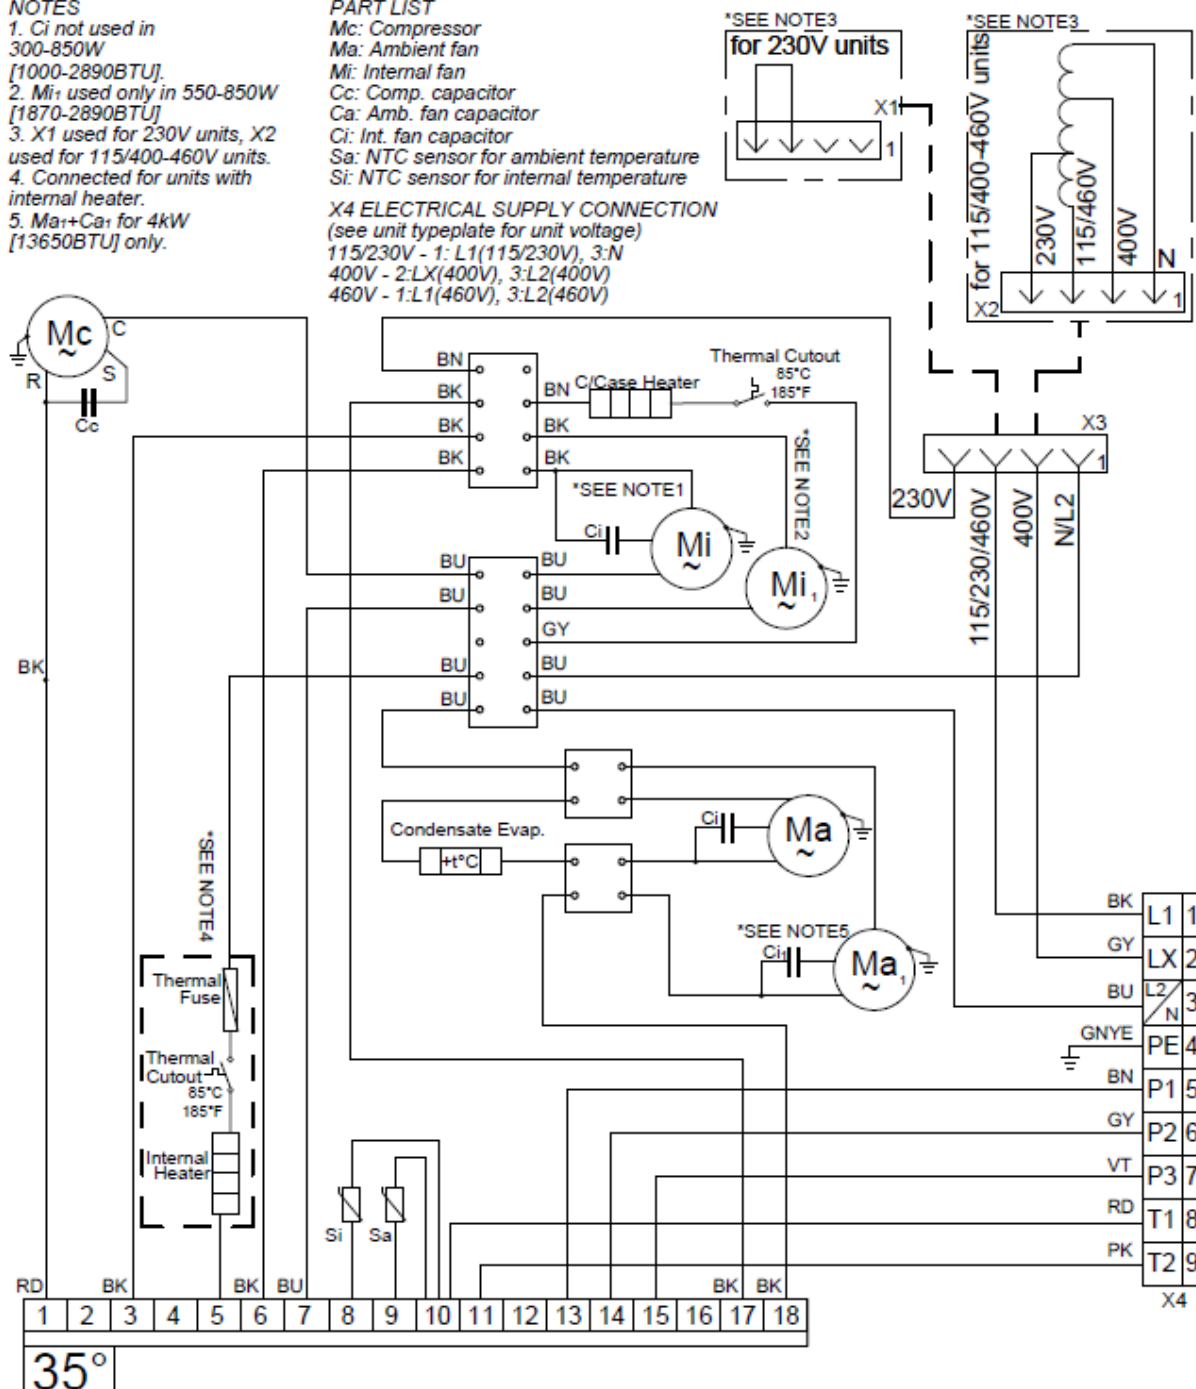 NOTES
1. Ci not used in
300-850W
[1000-2890BTU].
2. Mi1 used only in 550-850W
[1870-2890BTU]
3. X1 used for 230V units, X2
used for 115/400-460V units.
4. Connected for units with
internal heater.
5. Ma1+Ca1 for 4kW
[13650BTU] only.
PART LIST
Mc: Compressor
Ma: Ambient fan
Mi: Internal fan
Cc: Comp. capacitor
Ca: Amb. fan capacitor
Ci: Int. fan capacitor
Sa: NTC sensor for ambient temperature
Si: NTC sensor for internal temperature
X4 ELECTRICAL SUPPLY CONNECTION
(see unit typeplate for unit voltage)
115/230V - 1: L1(115/230V), 3:N
400V - 2:LX(400V), 3:L2(400V)
460V - 1:L1(460V), 3:L2(460V)
*SEE NOTE3
for 230V units
X1
1
*SEE NOTE3
for 115/400-460V units
230V
115/460V
400V
N
X2
1
Mc
~
C
R
S
Cc
BN
BK
BK
BK
BN
BK
BK
C/Case Heater
Thermal Cutout
85°C
185°F
*SEE NOTE1
*SEE NOTE2
Ci
Mi
~
Mi1
~
X3
1
230V
115/230/460V
400V
N/L2
BU
BU
BU
BU
BU
BU
GY
BU
BU
BK
Condensate Evap.
+t°C
Ci
Ma
~
*SEE NOTE5
Ci1
Ma1
~
*SEE NOTE4
Thermal
Fuse
Thermal
Cutout
85°C
185°F
Internal
Heater
Si
Sa
BK L1 1
GY LX 2
BU L2/N 3
GNYE PE 4
BN P1 5
GY P2 6
VT P3 7
RD T1 8
PK T2 9
X4
RD BK BK BU BK BK
1 2 3 4 5 6 7 8 9 10 11 12 13 14 15 16 17 18
35°